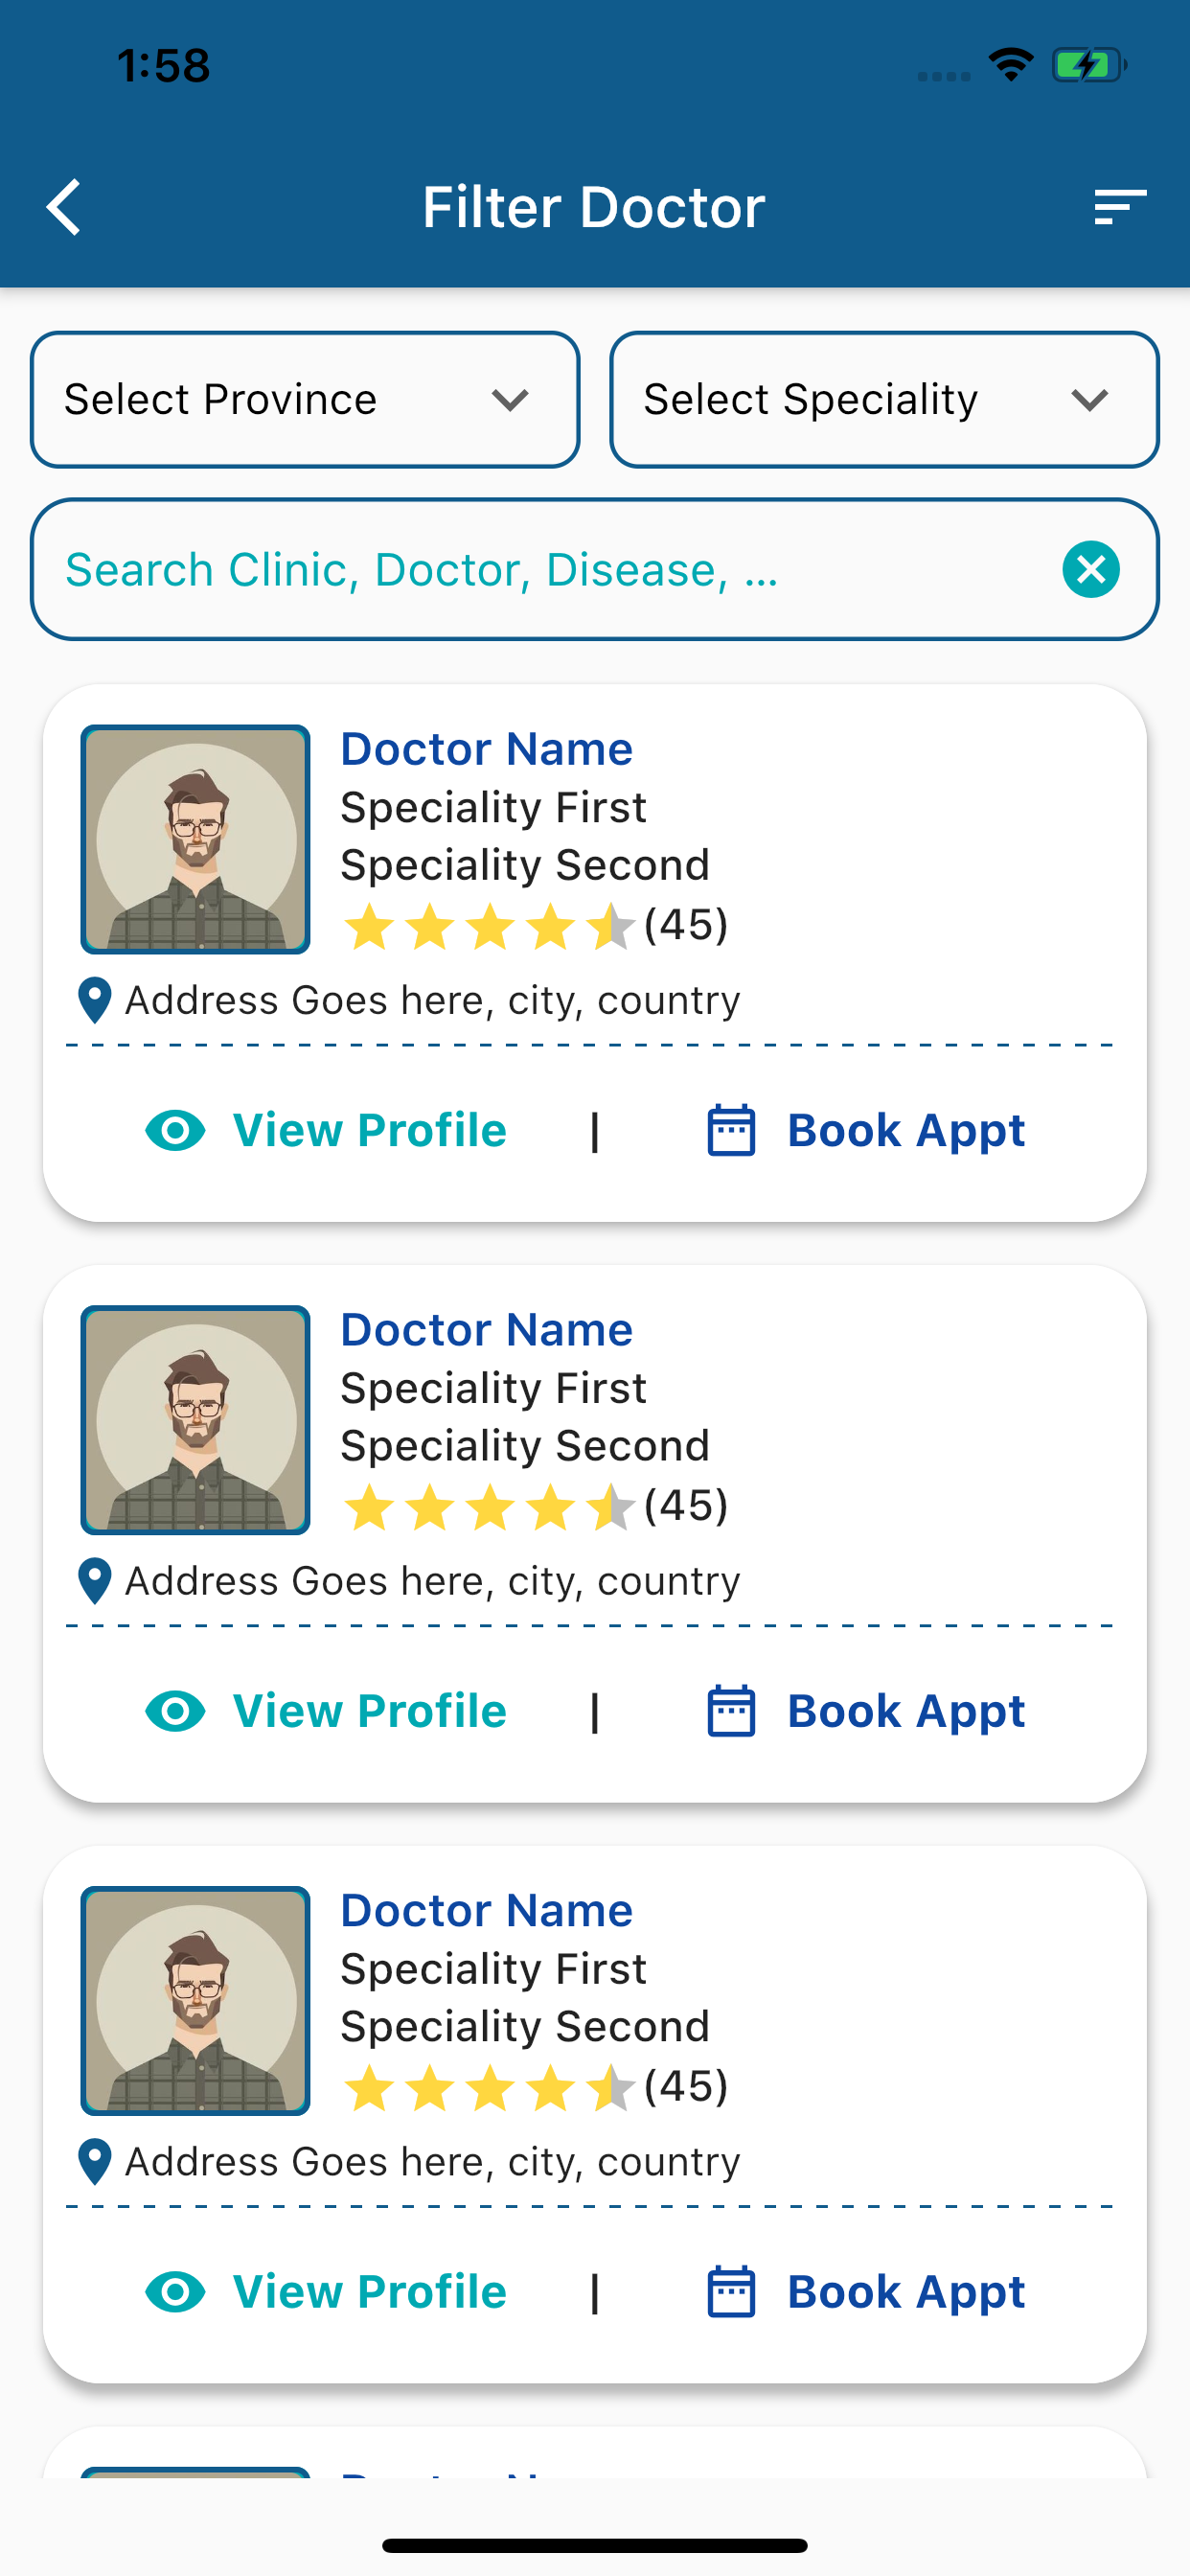 1:58
Filter Doctor
Select Province
Select Speciality
Search Clinic, Doctor, Disease, ...
Doctor Name
Speciality First
Speciality Second
(45)
Address Goes here, city, country
View Profile | Book Appt
Doctor Name
Speciality First
Speciality Second
(45)
Address Goes here, city, country
View Profile | Book Appt
Doctor Name
Speciality First
Speciality Second
(45)
Address Goes here, city, country
View Profile | Book Appt